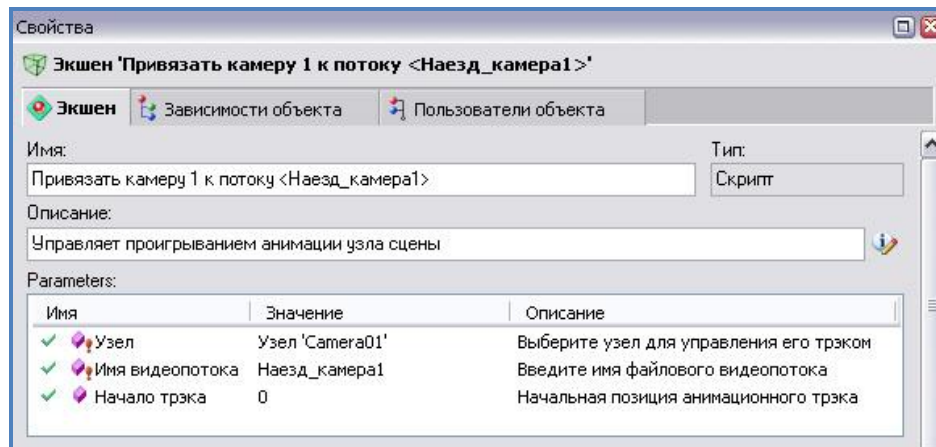 Свойства
Экшен 'Привязать камеру 1 к потоку <Наезд_камера1>'
Экшен Зависимости объекта Пользователи объекта
Имя: Тип:
Привязать камеру 1 к потоку <Наезд_камера1> Скрипт
Описание:
Управляет проигрыванием анимации узла сцены
Parameters:
Имя Значение Описание
Узел Узел 'Camera01' Выберите узел для управления его трэком
Имя видеопотока Наезд_камера1 Введите имя файлового видеопотока
Начало трэка 0 Начальная позиция анимационного трэка